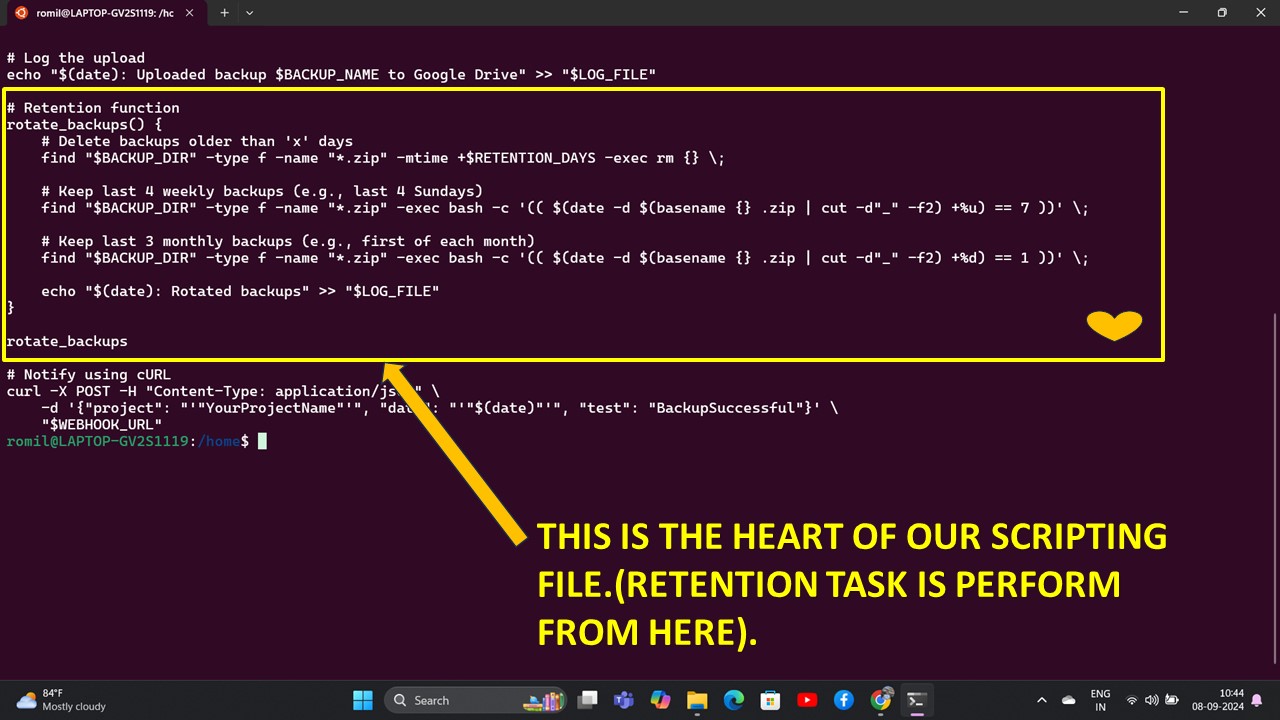 romil@LAPTOP-GV2S1119: /hc
# Log the upload
echo "$(date): Uploaded backup $BACKUP_NAME to Google Drive" >> "$LOG_FILE"
# Retention function
rotate_backups() {
    # Delete backups older than 'x' days
    find "$BACKUP_DIR" -type f -name "*.zip" -mtime +$RETENTION_DAYS -exec rm {} \;
    # Keep last 4 weekly backups (e.g., last 4 Sundays)
    find "$BACKUP_DIR" -type f -name "*.zip" -exec bash -c '(( $(date -d $(basename {} .zip | cut -d"_" -f2) +%u) == 7 ))' \;
    # Keep last 3 monthly backups (e.g., first of each month)
    find "$BACKUP_DIR" -type f -name "*.zip" -exec bash -c '(( $(date -d $(basename {} .zip | cut -d"_" -f2) +%d) == 1 ))' \;
    echo "$(date): Rotated backups" >> "$LOG_FILE"
}
rotate_backups
# Notify using cURL
curl -X POST -H "Content-Type: application/js" \
    -d '{"project": "'"YourProjectName"'", "da": "'"$(date)"'", "test": "BackupSuccessful"}' \
    "$WEBHOOK_URL"
romil@LAPTOP-GV2S1119:/home$
THIS IS THE HEART OF OUR SCRIPTING
FILE.(RETENTION TASK IS PERFORM
FROM HERE).
84°F
Mostly cloudy
Search
ENG
IN
10:44
08-09-2024